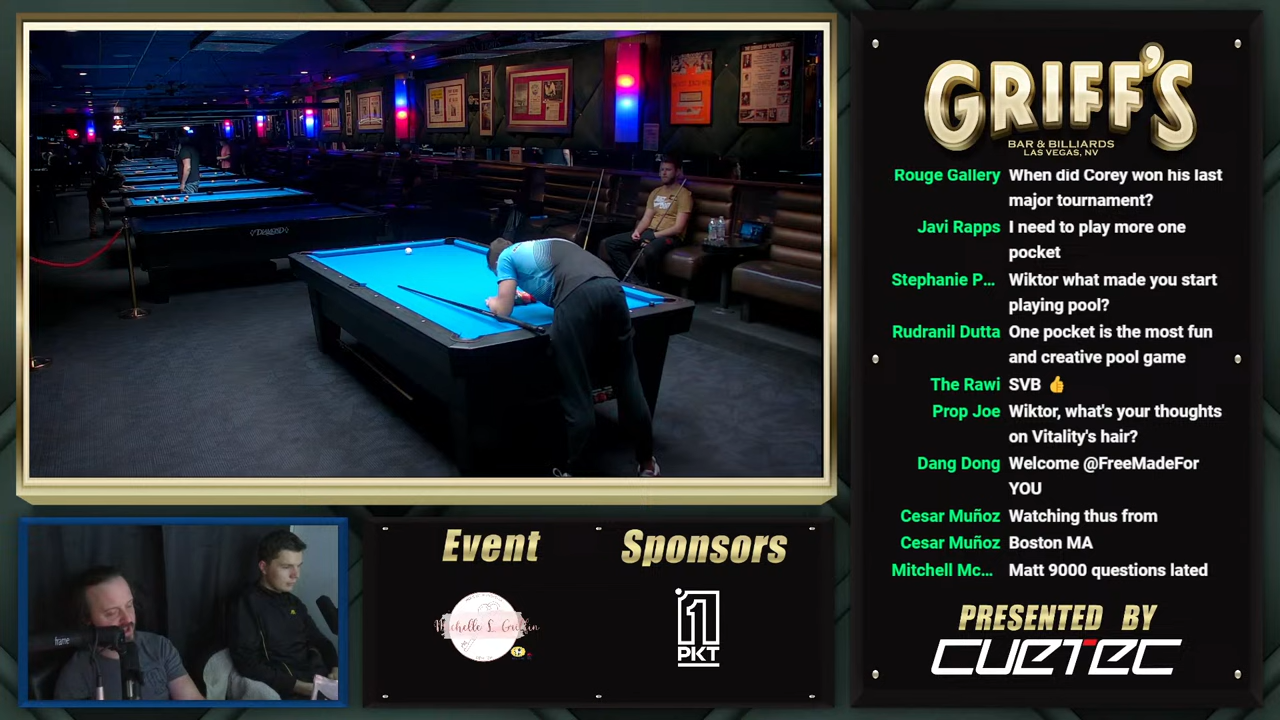 GRIFF'S
BAR & BILLIARDS
LAS VEGAS, NV
Rouge Gallery When did Corey won his last
major tournament?
Javi Rapps I need to play more one
pocket
Stephanie P... Wiktor what made you start
playing pool?
Rudranil Dutta One pocket is the most fun
and creative pool game
The Rawi SVB 👍
Prop Joe Wiktor, what's your thoughts
on Vitality's hair?
Dang Dong Welcome @FreeMadeFor
YOU
Cesar Muñoz Watching thus from
Cesar Muñoz Boston MA
Mitchell Mc... Matt 9000 questions lated
PRESENTED BY
CUETEC
Event Sponsors
1
PKT
frame
DIAMOND